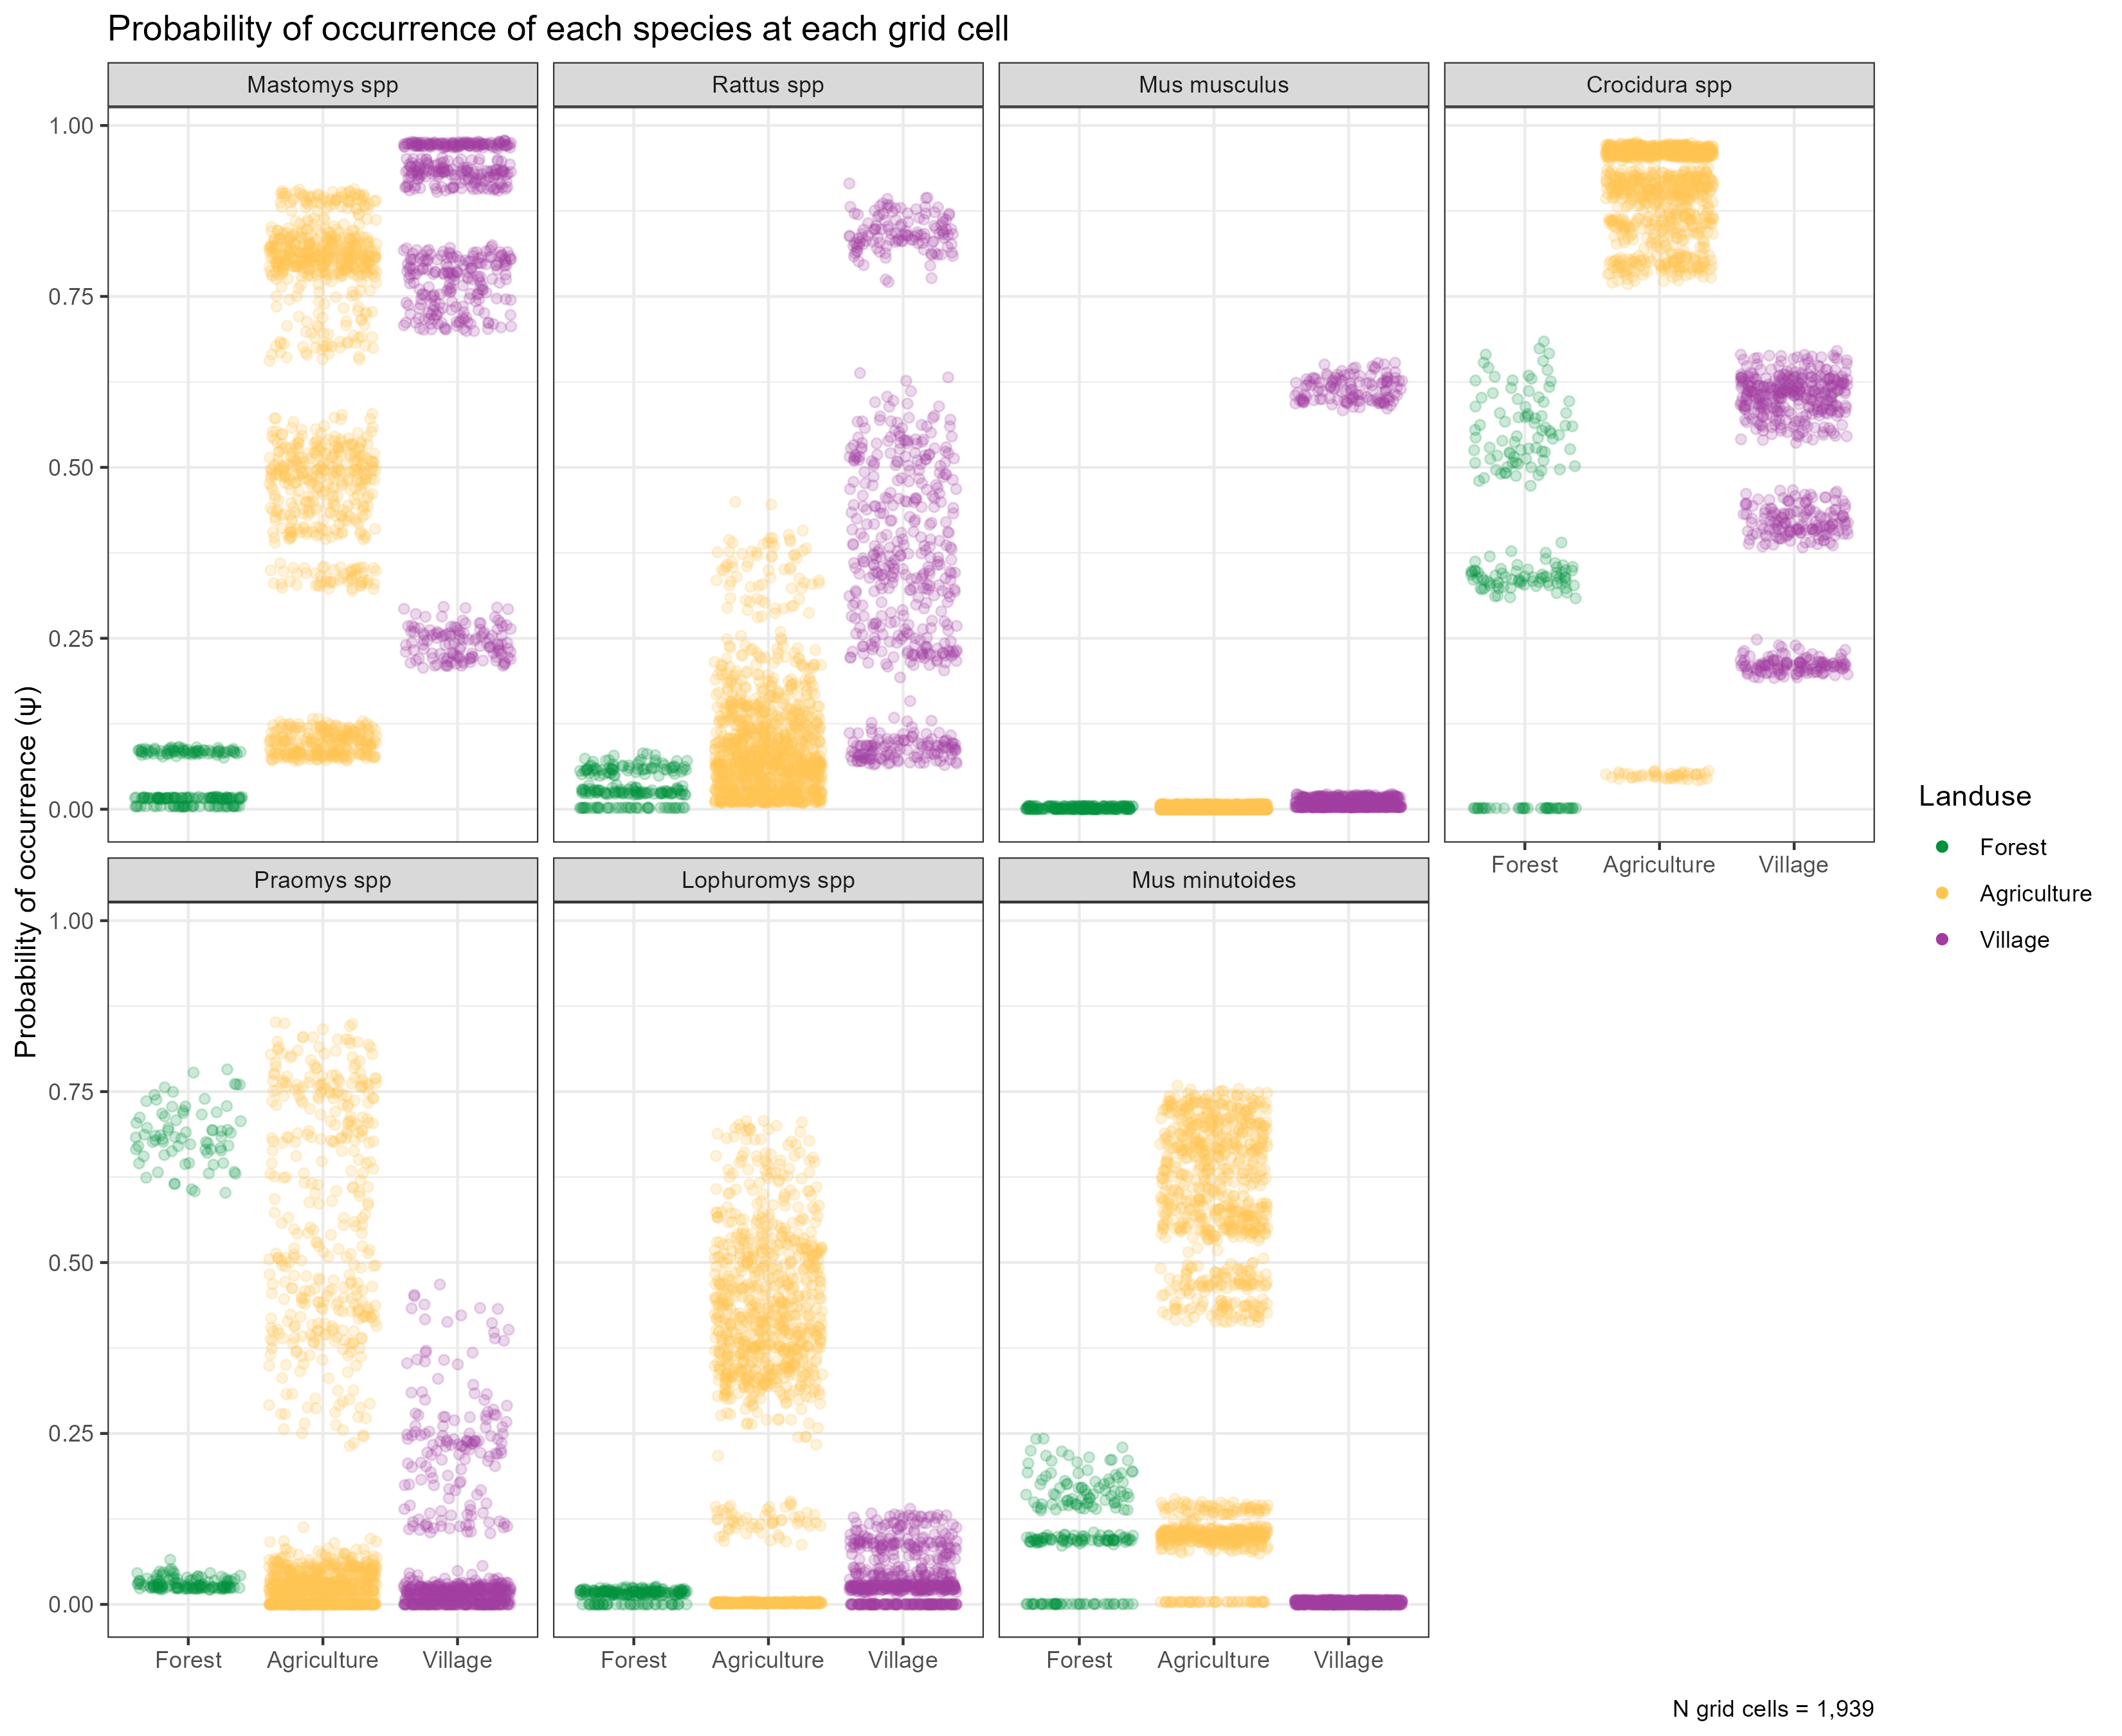 Probability of occurrence of each species at each grid cell
Mastomys spp
Rattus spp
Mus musculus
Crocidura spp
1.00
0.75
0.50
0.25
0.00
Forest
Agriculture
Village
Praomys spp
Lophuromys spp
Mus minutoides
1.00
0.75
0.50
0.25
0.00
Forest
Agriculture
Village
Forest
Agriculture
Village
Forest
Agriculture
Village
Probability of occurrence (ψ)
Landuse
Forest
Agriculture
Village
N grid cells = 1,939